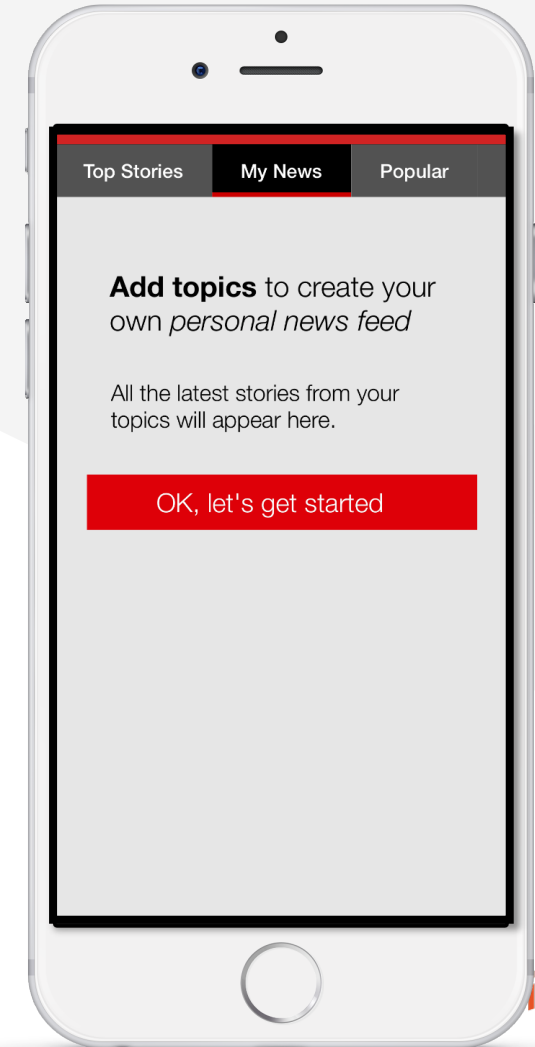 Top Stories My News Popular
Add topics to create your
own personal news feed
All the latest stories from your
topics will appear here.
OK, let's get started